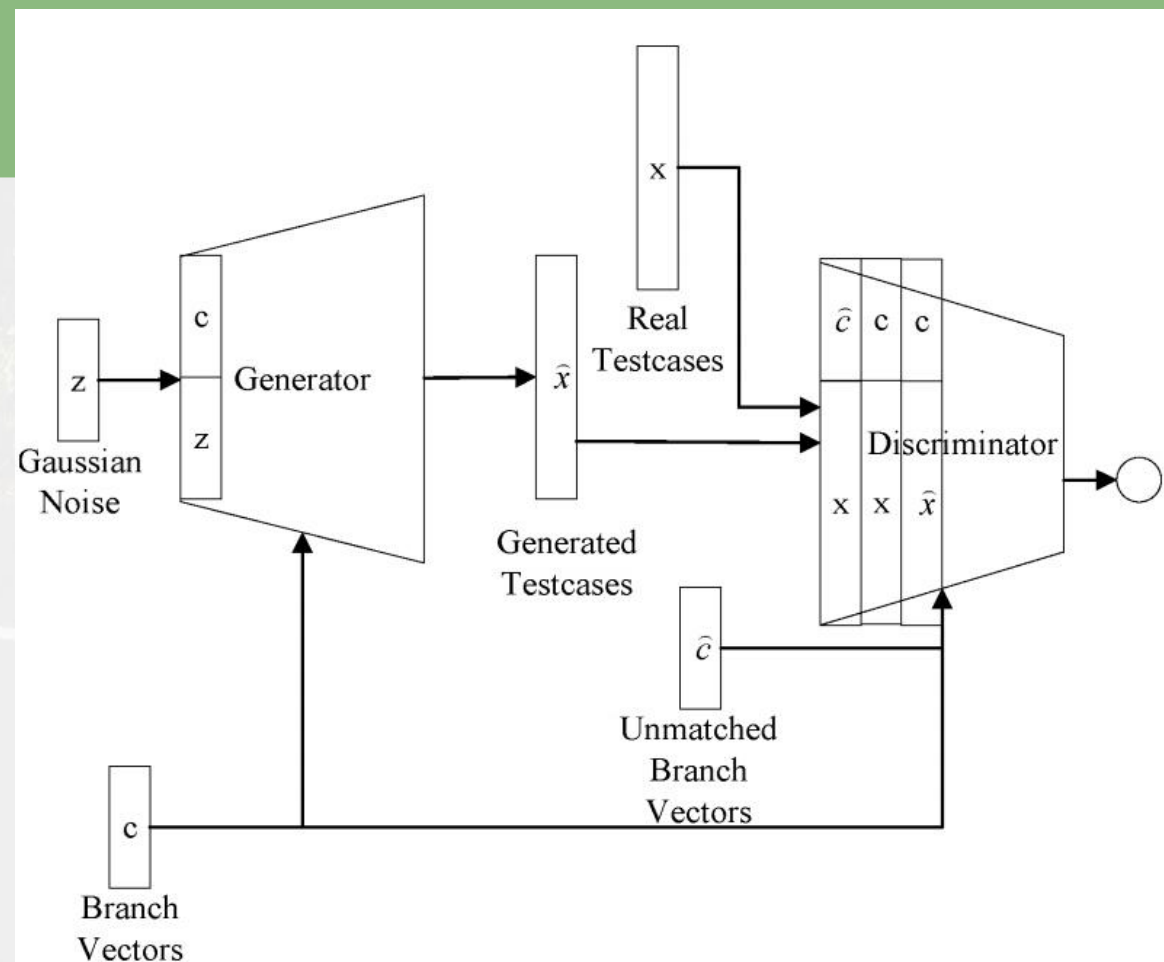 x
Real
Testcases
c
z
Generator
z
Gaussian
Noise
x̂
Generated
Testcases
ĉ c c
Discriminator
x x x̂
ĉ
Unmatched
Branch
Vectors
c
Branch
Vectors